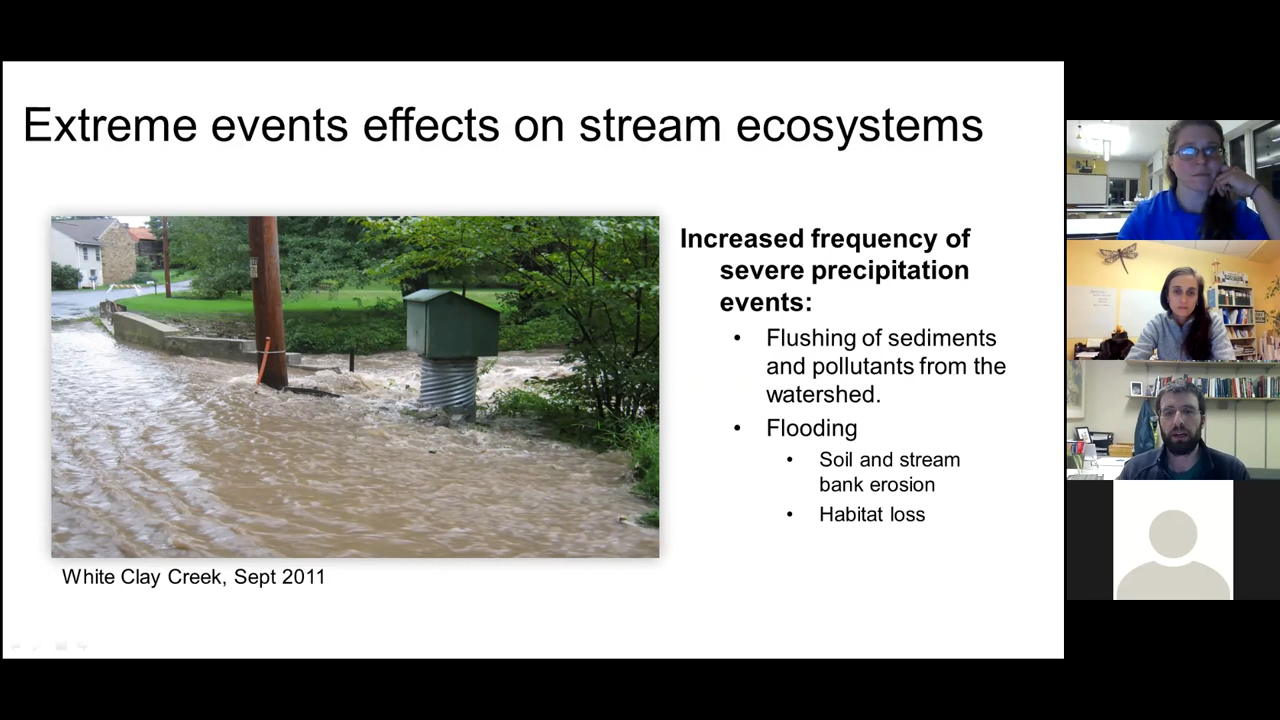 Extreme events effects on stream ecosystems
Increased frequency of
severe precipitation
events:
• Flushing of sediments
and pollutants from the
watershed.
• Flooding
• Soil and stream
bank erosion
• Habitat loss
White Clay Creek, Sept 2011